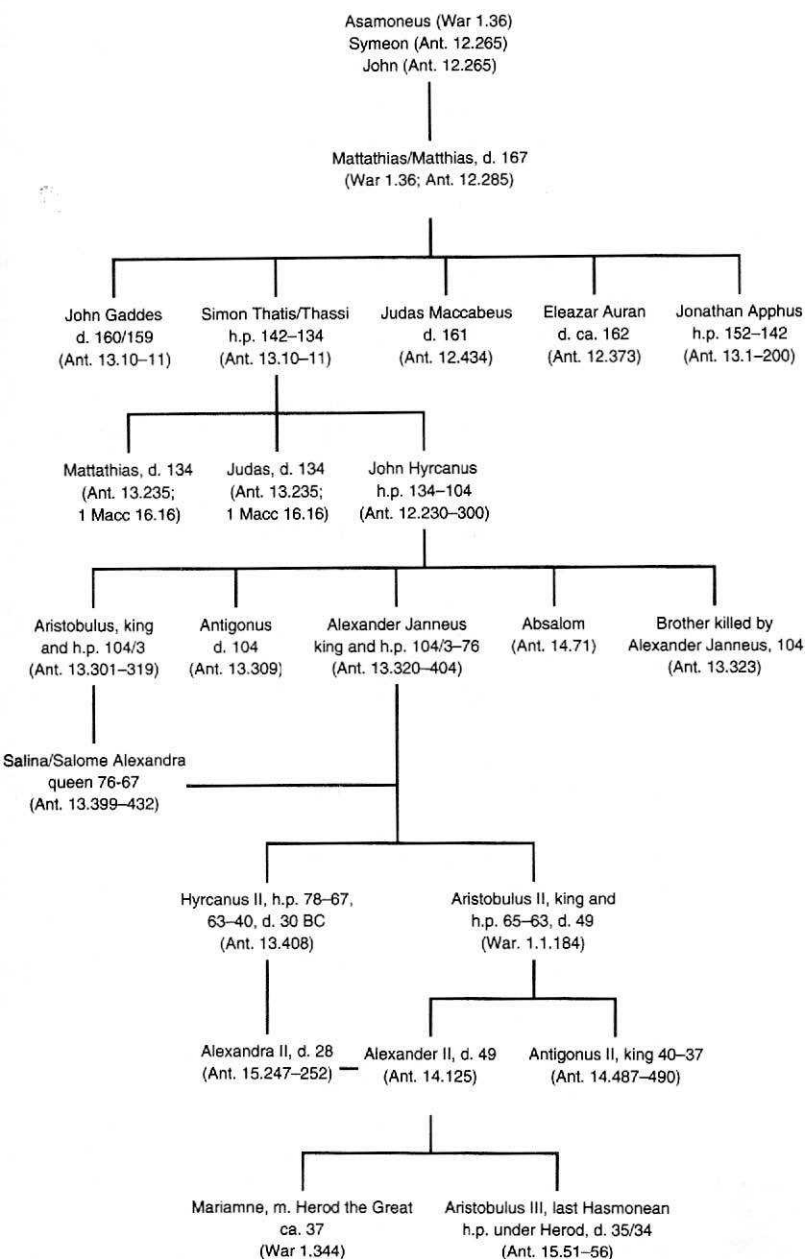 Asamoneus (War 1.36)
Symeon (Ant. 12.265)
John (Ant. 12.265)
Mattathias/Matthias, d. 167
(War 1.36; Ant. 12.285)
John Gaddes
d. 160/159
(Ant. 13.10–11)
Simon Thatis/Thassi
h.p. 142–134
(Ant. 13.10–11)
Judas Maccabeus
d. 161
(Ant. 12.434)
Eleazar Auran
d. ca. 162
(Ant. 12.373)
Jonathan Apphus
h.p. 152–142
(Ant. 13.1–200)
Mattathias, d. 134
(Ant. 13.235;
1 Macc 16.16)
Judas, d. 134
(Ant. 13.235;
1 Macc 16.16)
John Hyrcanus
h.p. 134–104
(Ant. 12.230–300)
Aristobulus, king
and h.p. 104/3
(Ant. 13.301–319)
Antigonus
d. 104
(Ant. 13.309)
Alexander Janneus
king and h.p. 104/3–76
(Ant. 13.320–404)
Absalom
(Ant. 14.71)
Brother killed by
Alexander Janneus, 104
(Ant. 13.323)
Salina/Salome Alexandra
queen 76-67
(Ant. 13.399–432)
Hyrcanus II, h.p. 78–67,
63–40, d. 30 BC
(Ant. 13.408)
Aristobulus II, king and
h.p. 65–63, d. 49
(War. 1.1.184)
Alexandra II, d. 28
(Ant. 15.247–252)
Alexander II, d. 49
(Ant. 14.125)
Antigonus II, king 40–37
(Ant. 14.487–490)
Mariamne, m. Herod the Great
ca. 37
(War 1.344)
Aristobulus III, last Hasmonean
h.p. under Herod, d. 35/34
(Ant. 15.51–56)